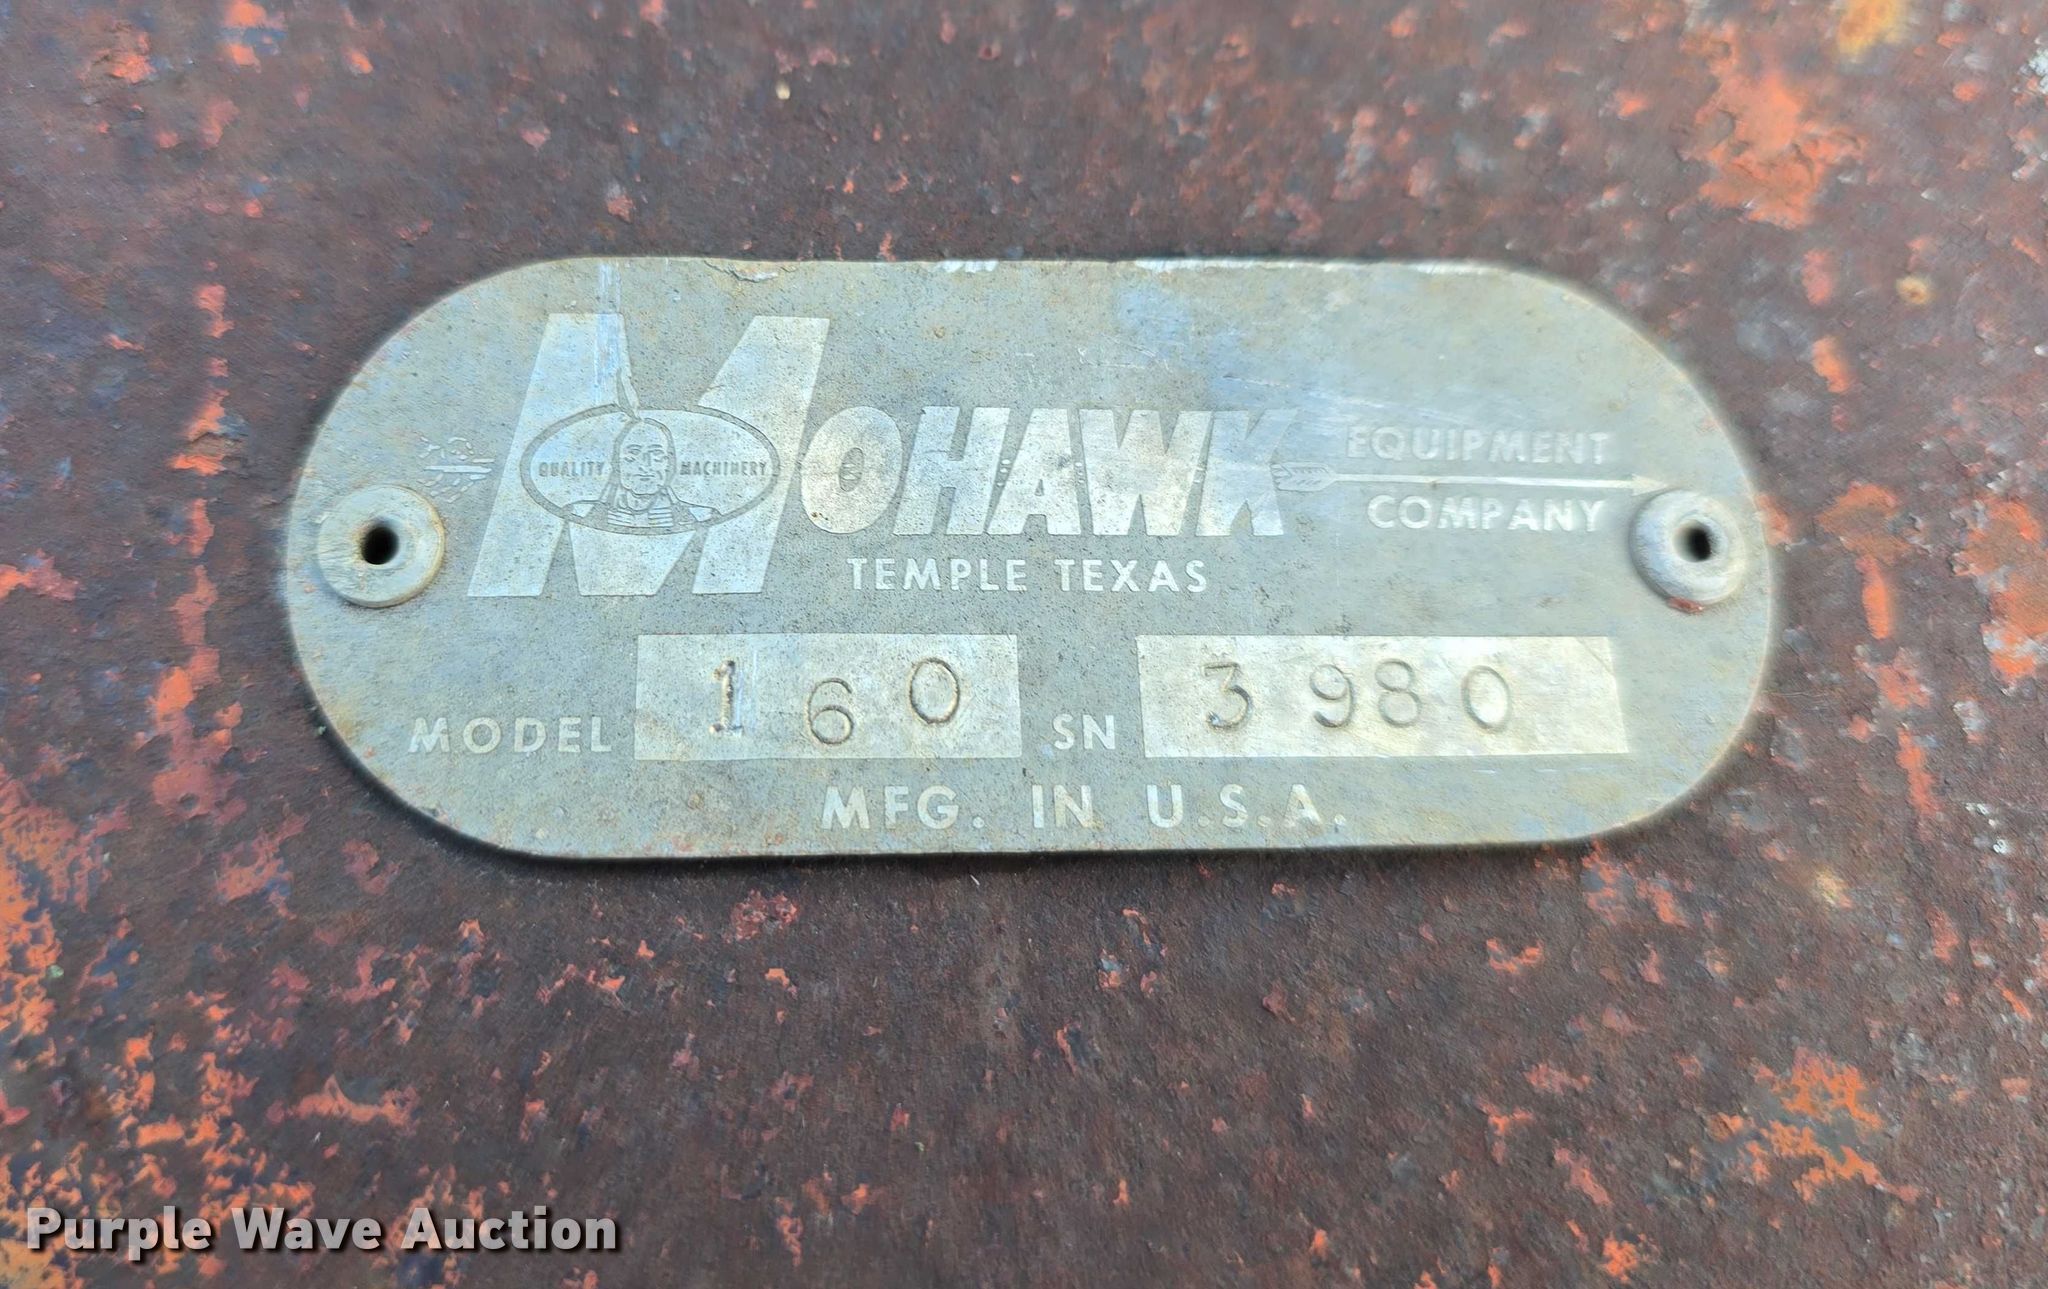 MOHAWK EQUIPMENT COMPANY
QUALITY MACHINERY
TEMPLE TEXAS
MODEL 160 SN 3980
MFG. IN U.S.A.
Purple Wave Auction